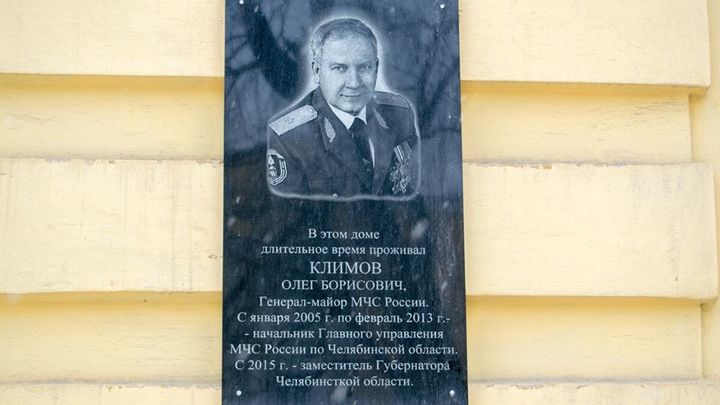 В этом доме
длительное время проживал
КЛИМОВ
ОЛЕГ БОРИСОВИЧ,
Генерал-майор МЧС России.
С января 2005 г. по февраль 2013 г.-
- начальник Главного управления
МЧС России по Челябинской области.
С 2015 г. - заместитель Губернатора
Челябинсткой области.